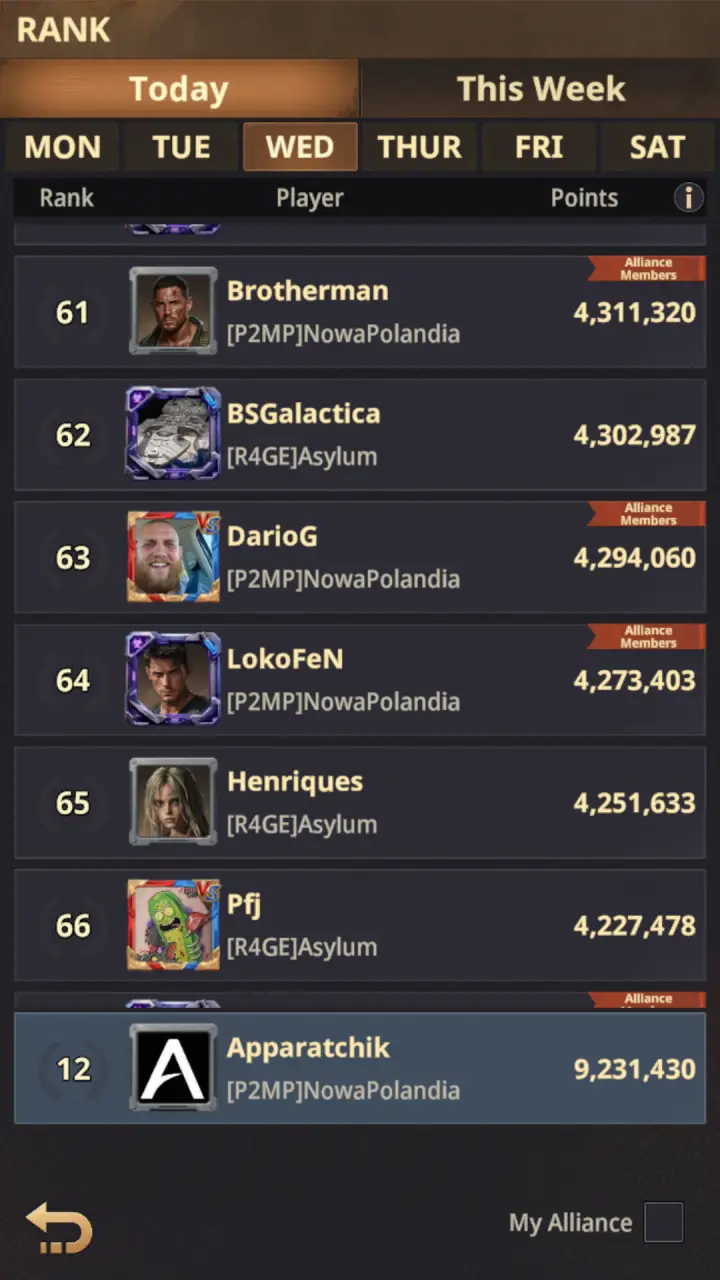 RANK
Today This Week
MON TUE WED THUR FRI SAT
Rank Player Points i
Alliance
Members
61 Brotherman 4,311,320
[P2MP]NowaPolandia
62 BSGalactica 4,302,987
[R4GE]Asylum
Alliance
Members
63 DarioG 4,294,060
VS
[P2MP]NowaPolandia
Alliance
Members
64 LokoFeN 4,273,403
[P2MP]NowaPolandia
65 Henriques 4,251,633
[R4GE]Asylum
66 Pfj 4,227,478
VS
[R4GE]Asylum
Alliance
12 Apparatchik 9,231,430
[P2MP]NowaPolandia
My Alliance